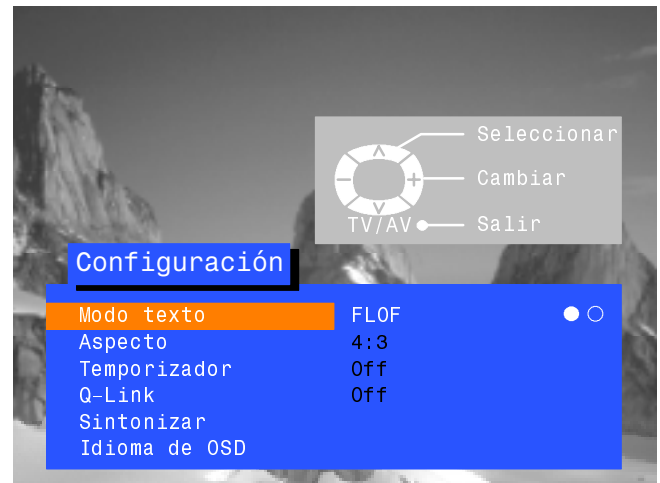 Seleccionar
Cambiar
TV/AV Salir
Configuración
Modo texto FLOF
Aspecto 4:3
Temporizador Off
Q-Link Off
Sintonizar
Idioma de OSD